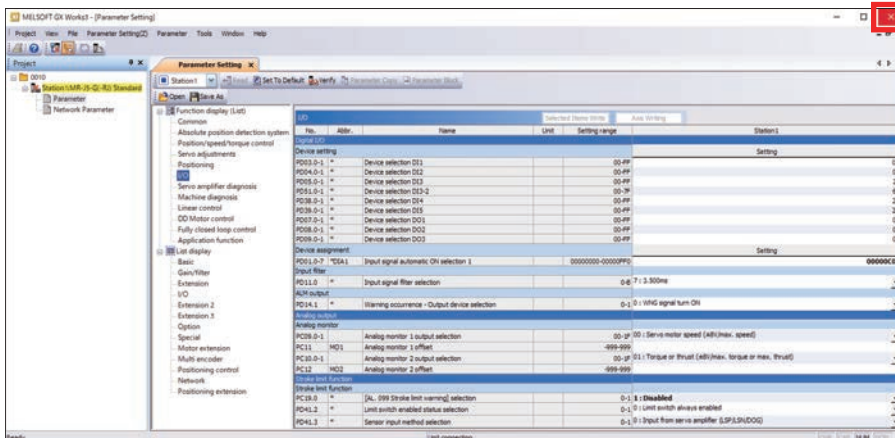 MELSOFT GX Works3 - [Parameter Setting]
Project View File Parameter Setting(Z) Parameter Tools Window Help
Project
Parameter Setting
0010
Station1:MR-J5-G(-RJ) Standard
Parameter
Network Parameter
Station1 Read Set To Default Verify Parameter Copy Parameter Block
Open Save As
Function display (List)
Common
Absolute position detection system
Position/speed/torque control
Servo adjustments
Positioning
I/O
Servo amplifier diagnosis
Machine diagnosis
Linear control
DD Motor control
Fully closed loop control
Application function
List display
Basic
Gain/filter
Extension
I/O
Extension 2
Extension 3
Option
Special
Motor extension
Multi encoder
Positioning control
Network
Positioning extension
I/O Selected Items Write Axis Writing
No. Abbr. Name Unit Setting range Station1
Digital I/O
Device setting Setting
PD03.0-1 * Device selection DI1 00-FF
PD04.0-1 * Device selection DI2 00-FF
PD05.0-1 * Device selection DI3 00-FF
PD51.0-1 * Device selection DI3-2 00-7F
PD38.0-1 * Device selection DI4 00-FF
PD39.0-1 * Device selection DI5 00-FF
PD07.0-1 * Device selection DO1 00-FF
PD08.0-1 * Device selection DO2 00-FF
PD09.0-1 * Device selection DO3 00-FF
Device assignment Setting
PD01.0-7 *DIA1 Input signal automatic ON selection 1 00000000-00000FF0 00000C0
Input filter
PD11.0 * Input signal filter selection 0-B 7 : 3.500ms
ALM output
PD14.1 * Warning occurrence - Output device selection 0-1 0 : WNG signal turn ON
Analog output
Analog monitor
PC09.0-1 Analog monitor 1 output selection 00-1F 00 : Servo motor speed (±8V/max. speed)
PC11 MO1 Analog monitor 1 offset -999-999
PC10.0-1 Analog monitor 2 output selection 00-1F 01 : Torque or thrust (±8V/max. torque or max. thrust)
PC12 MO2 Analog monitor 2 offset -999-999
Stroke limit function
Stroke limit function
PC19.0 * [AL. 099 Stroke limit warning] selection 0-1 1 : Disabled
PD41.2 * Limit switch enabled status selection 0-1 0 : Limit switch always enabled
PD41.3 * Sensor input method selection 0-1 0 : Input from servo amplifier (LSP/LSN/DOG)
Ready